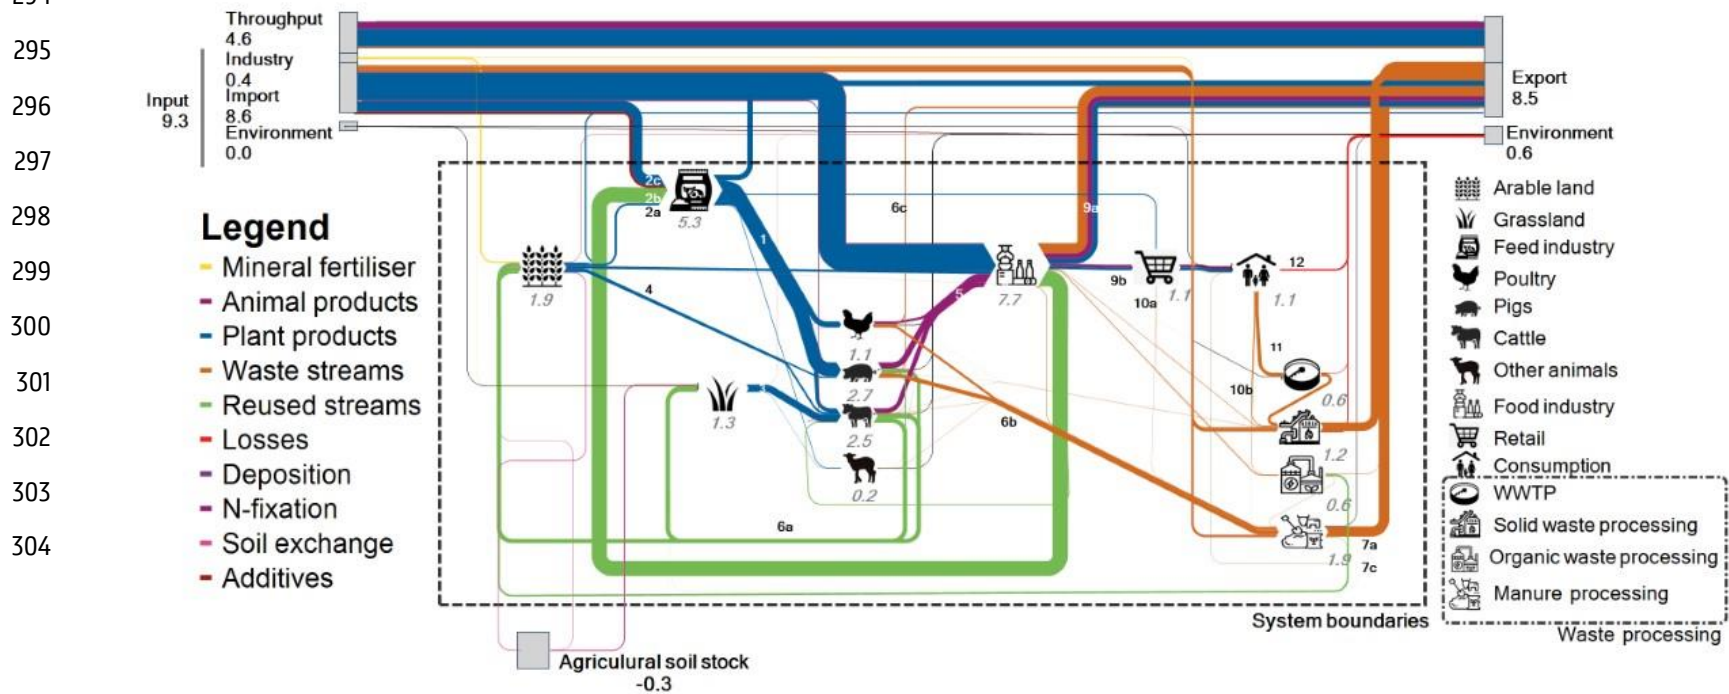 294
295
296
297
298
299
300
301
302
303
304
Throughput
4.6
Industry
0.4
Import
8.6
Environment
0.0
Input
9.3
Export
8.5
Environment
0.6
Legend
Mineral fertiliser
Animal products
Plant products
Waste streams
Reused streams
Losses
Deposition
N-fixation
Soil exchange
Additives
2c
2b
2a
5.3
1
6c
9a
1.9
4
5
7.7
9b
10a
1.1
1.1
12
1.1
2.7
3
1.3
2.5
0.2
6b
6a
11
10b
0.6
1.2
0.6
1.9
7a
7c
System boundaries
Agriculural soil stock
-0.3
Arable land
Grassland
Feed industry
Poultry
Pigs
Cattle
Other animals
Food industry
Retail
Consumption
WWTP
Solid waste processing
Organic waste processing
Manure processing
Waste processing